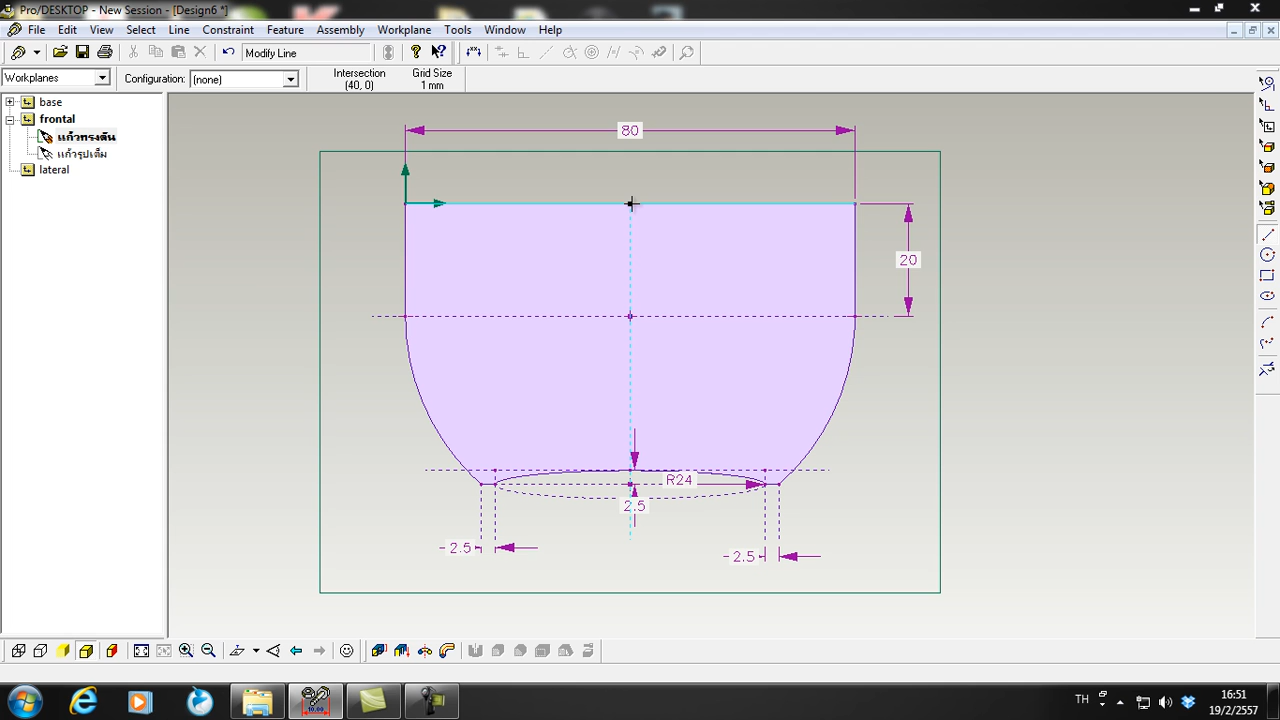 Pro/DESKTOP - New Session - [Design6 *]
File Edit View Select Line Constraint Feature Assembly Workplane Tools Window Help
Modify Line
Workplanes
Configuration: (none)
Intersection
(40, 0)
Grid Size
1 mm
base
frontal
แก้วทรงตัน
แก้วรูปเต็ม
lateral
80
20
R24
2.5
2.5
2.5
TH
16:51
19/2/2557